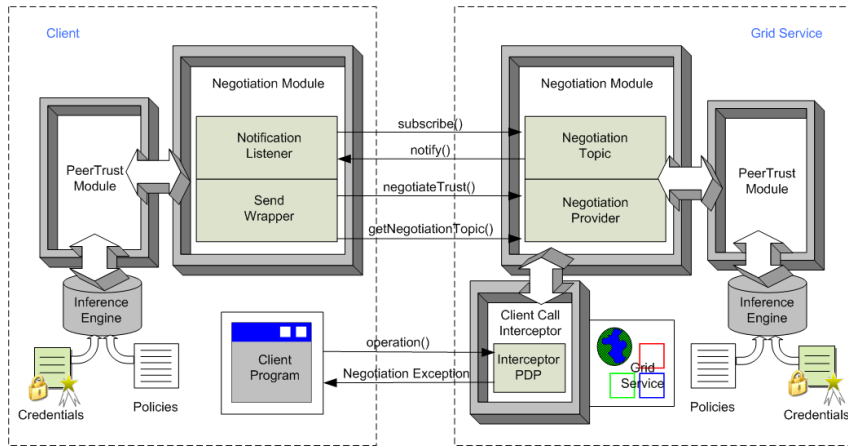 Client
Grid Service
Negotiation Module
Negotiation Module
PeerTrust
Module
Notification
Listener
Send
Wrapper
subscribe()
notify()
negotiateTrust()
getNegotiationTopic()
Negotiation
Topic
Negotiation
Provider
PeerTrust
Module
Inference
Engine
Credentials
Policies
Client
Program
operation()
Negotiation Exception
Client Call
Interceptor
Interceptor
PDP
Grid
Service
Inference
Engine
Policies
Credentials